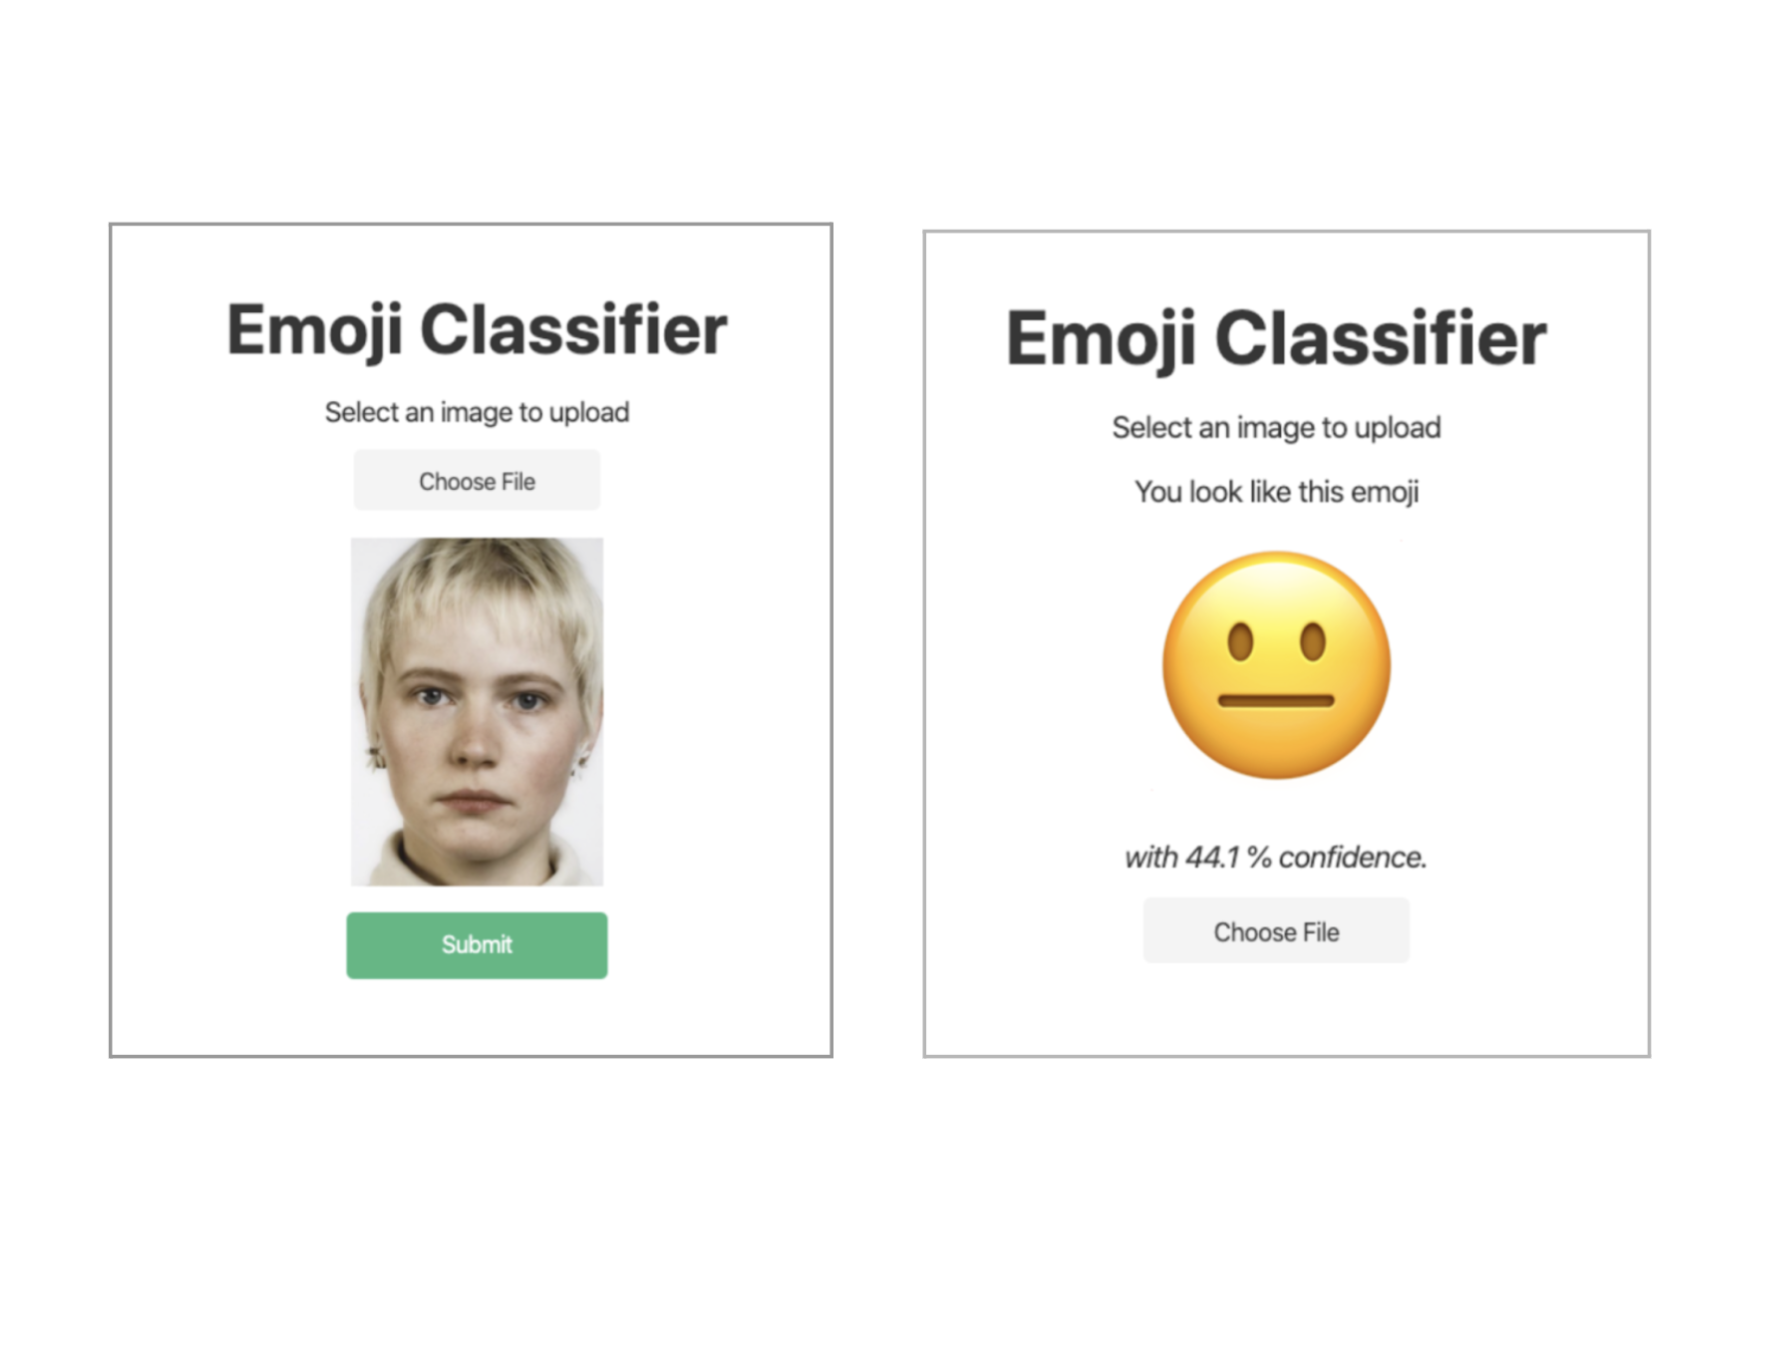 Emoji Classifier
Select an image to upload
Choose File
Submit
Emoji Classifier
Select an image to upload
You look like this emoji
with 44.1 % confidence.
Choose File